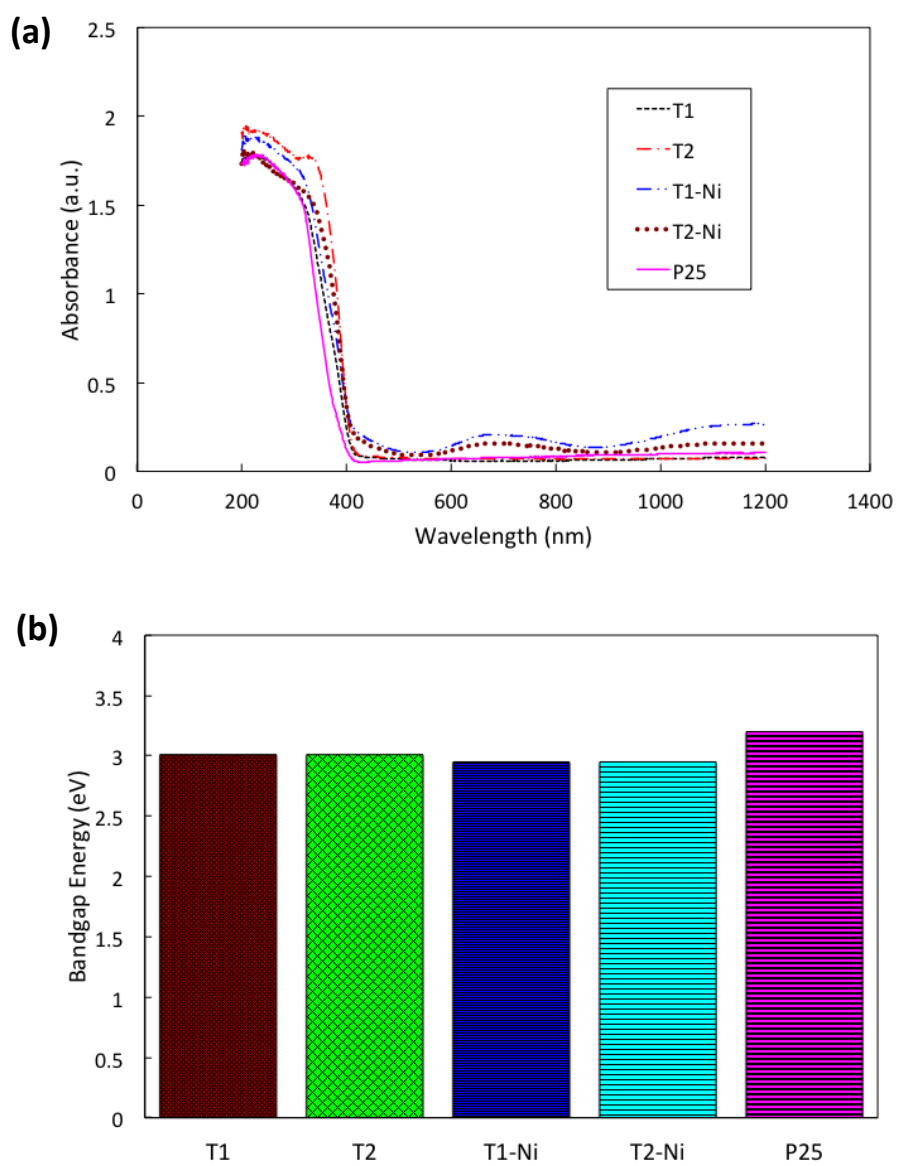 (a)
2.5
2
1.5
1
0.5
0
Absorbance (a.u.)
T1
T2
T1-Ni
T2-Ni
P25
0 200 400 600 800 1000 1200 1400
Wavelength (nm)
(b)
4
3.5
3
2.5
2
1.5
1
0.5
0
Bandgap Energy (eV)
T1 T2 T1-Ni T2-Ni P25